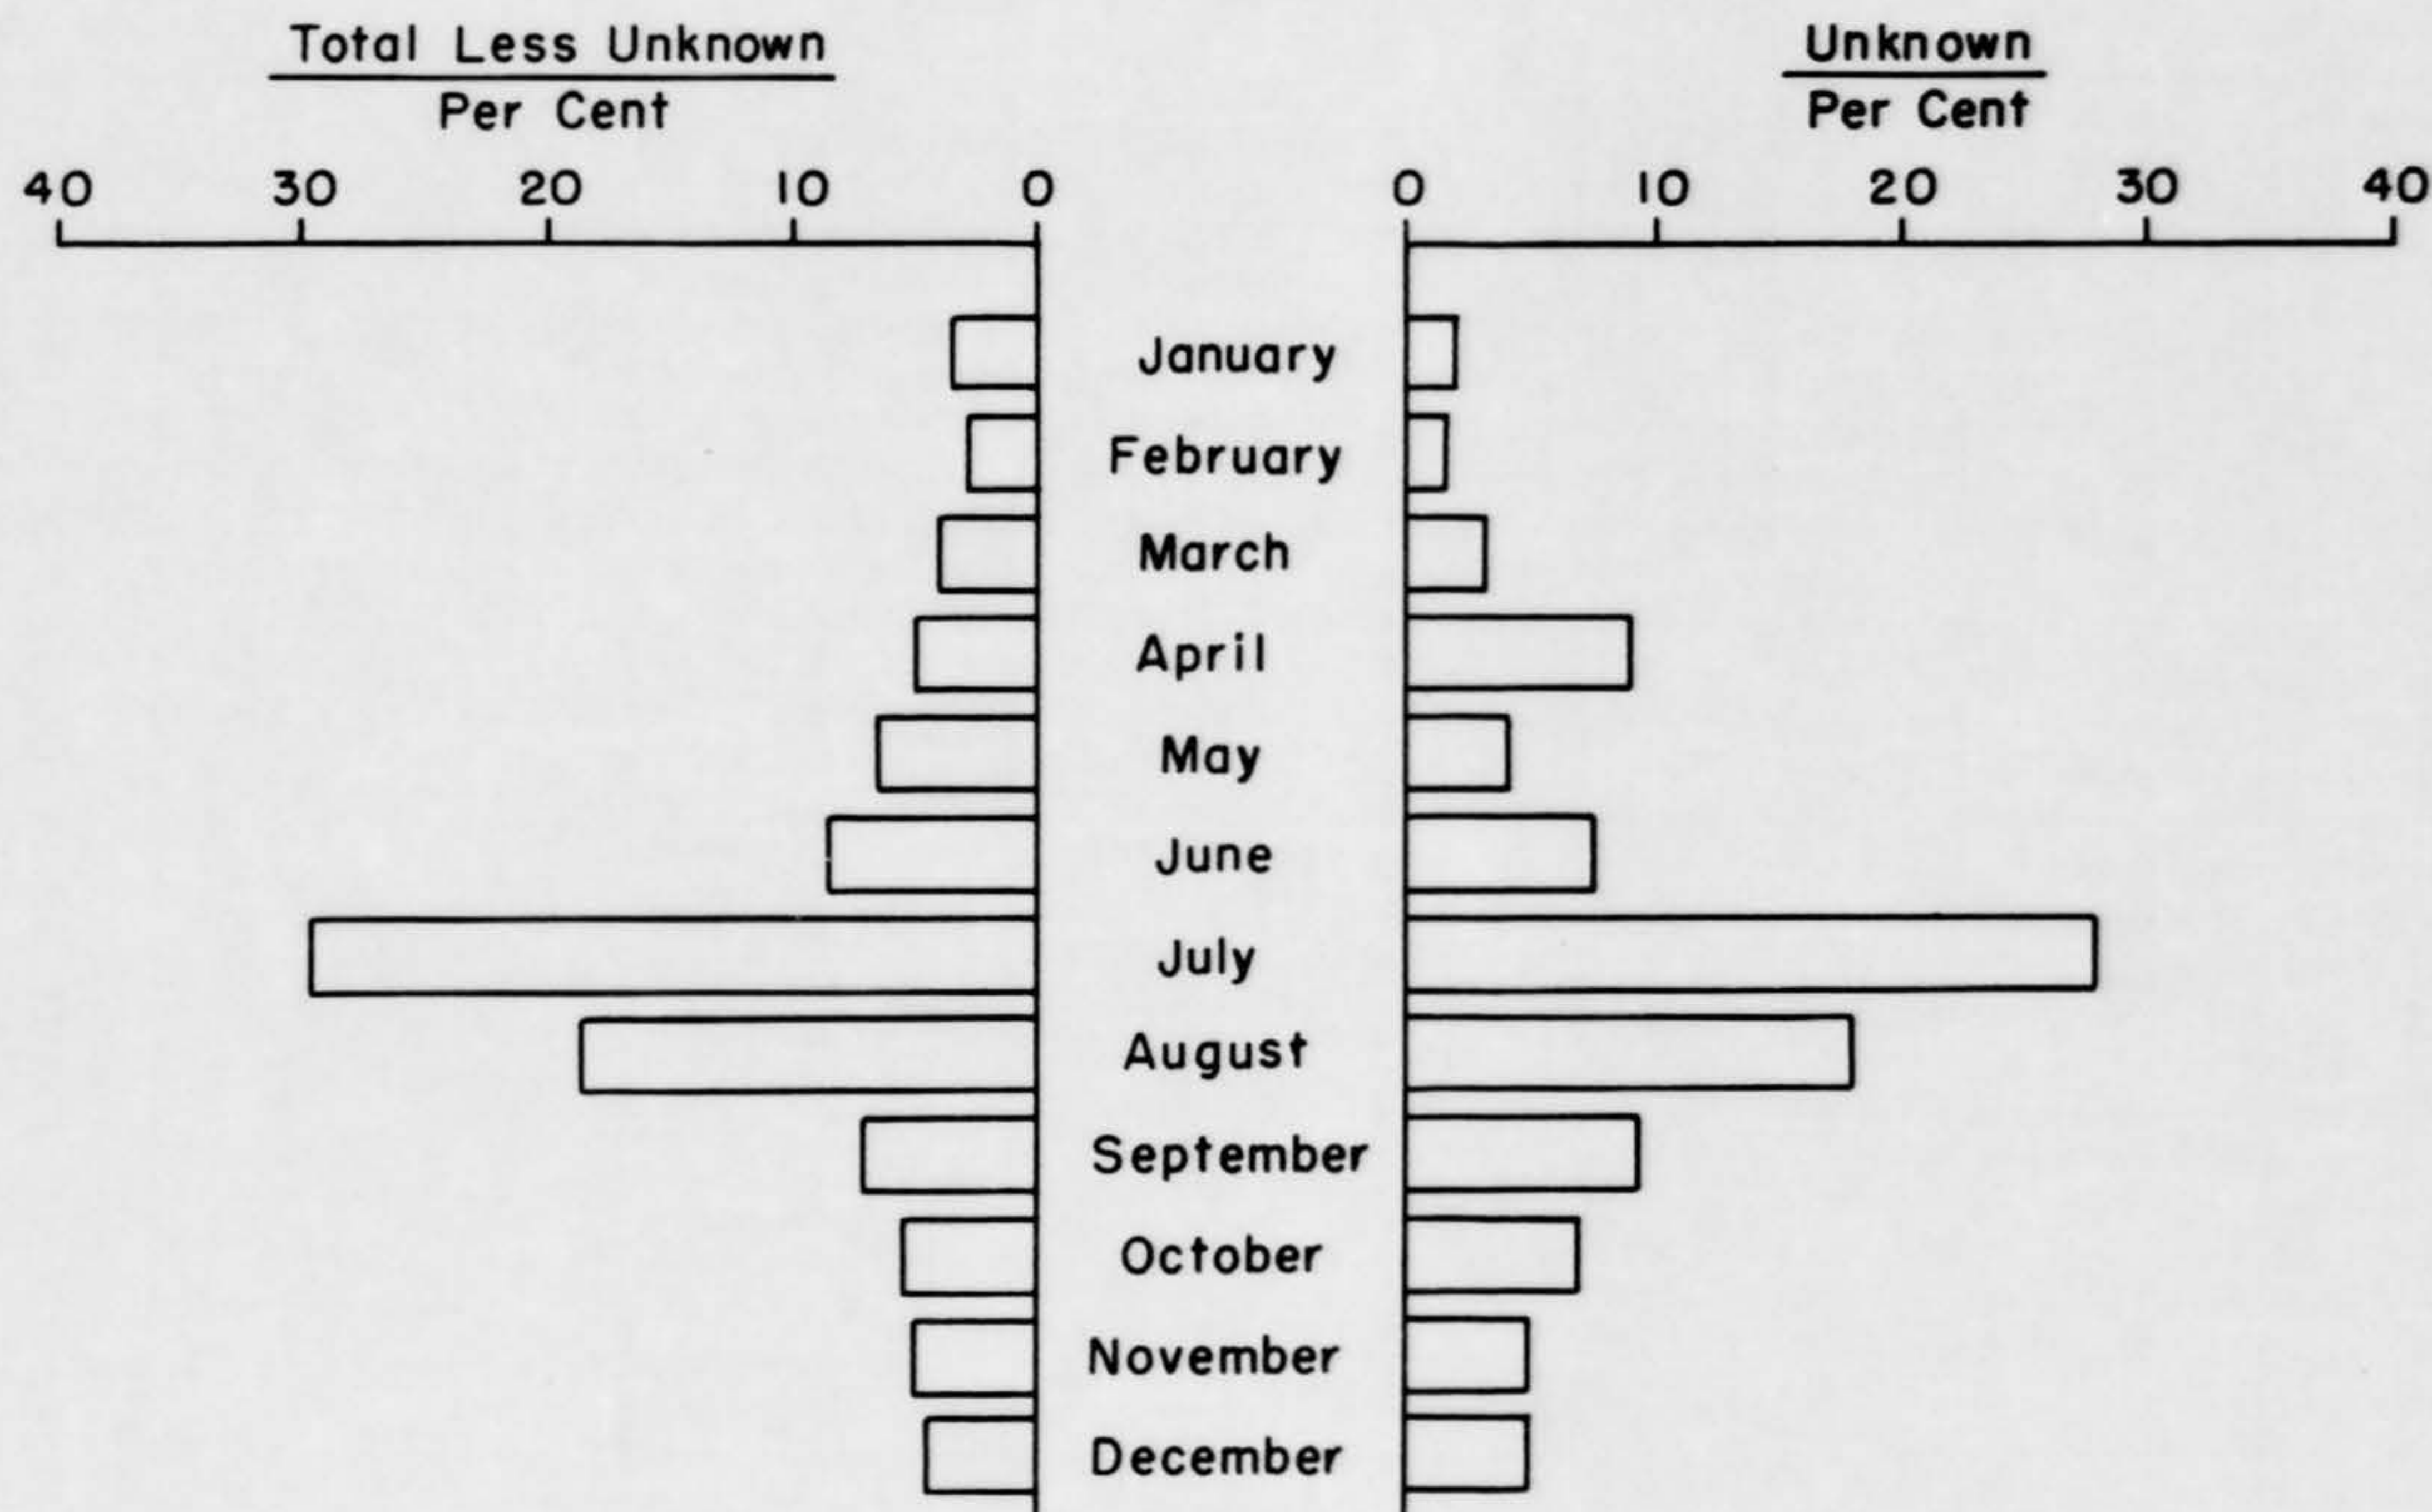 Total Less Unknown
Per Cent
40 30 20 10 0
Unknown
Per Cent
0 10 20 30 40
January
February
March
April
May
June
July
August
September
October
November
December